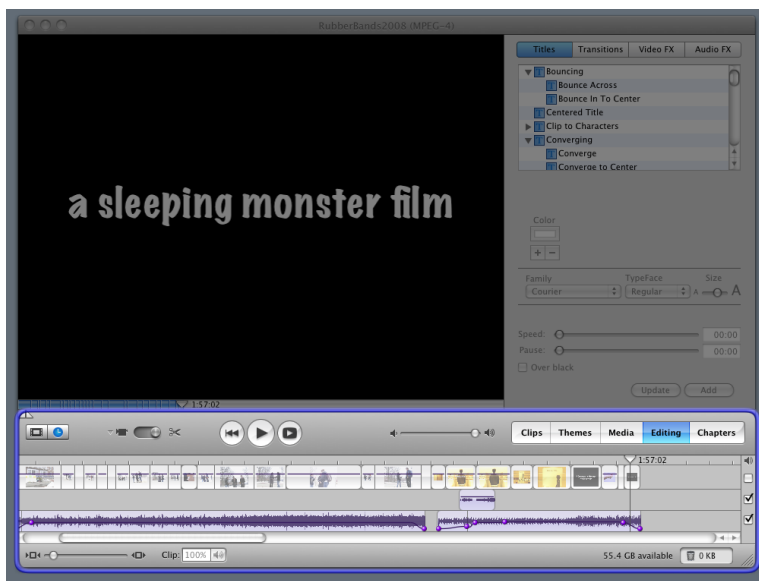 RubberBands2008 (MPEG-4)
Titles Transitions Video FX Audio FX
Bouncing
Bounce Across
Bounce In To Center
Centered Title
Clip to Characters
Converging
Converge
Converge to Center
a sleeping monster film
Color
+ −
Family TypeFace Size
Courier Regular A A
Speed: 00:00
Pause: 00:00
Over black
Update Add
1:57:02
Clips Themes Media Editing Chapters
1:57:02
Clip: 100% 55.4 GB available 0 KB